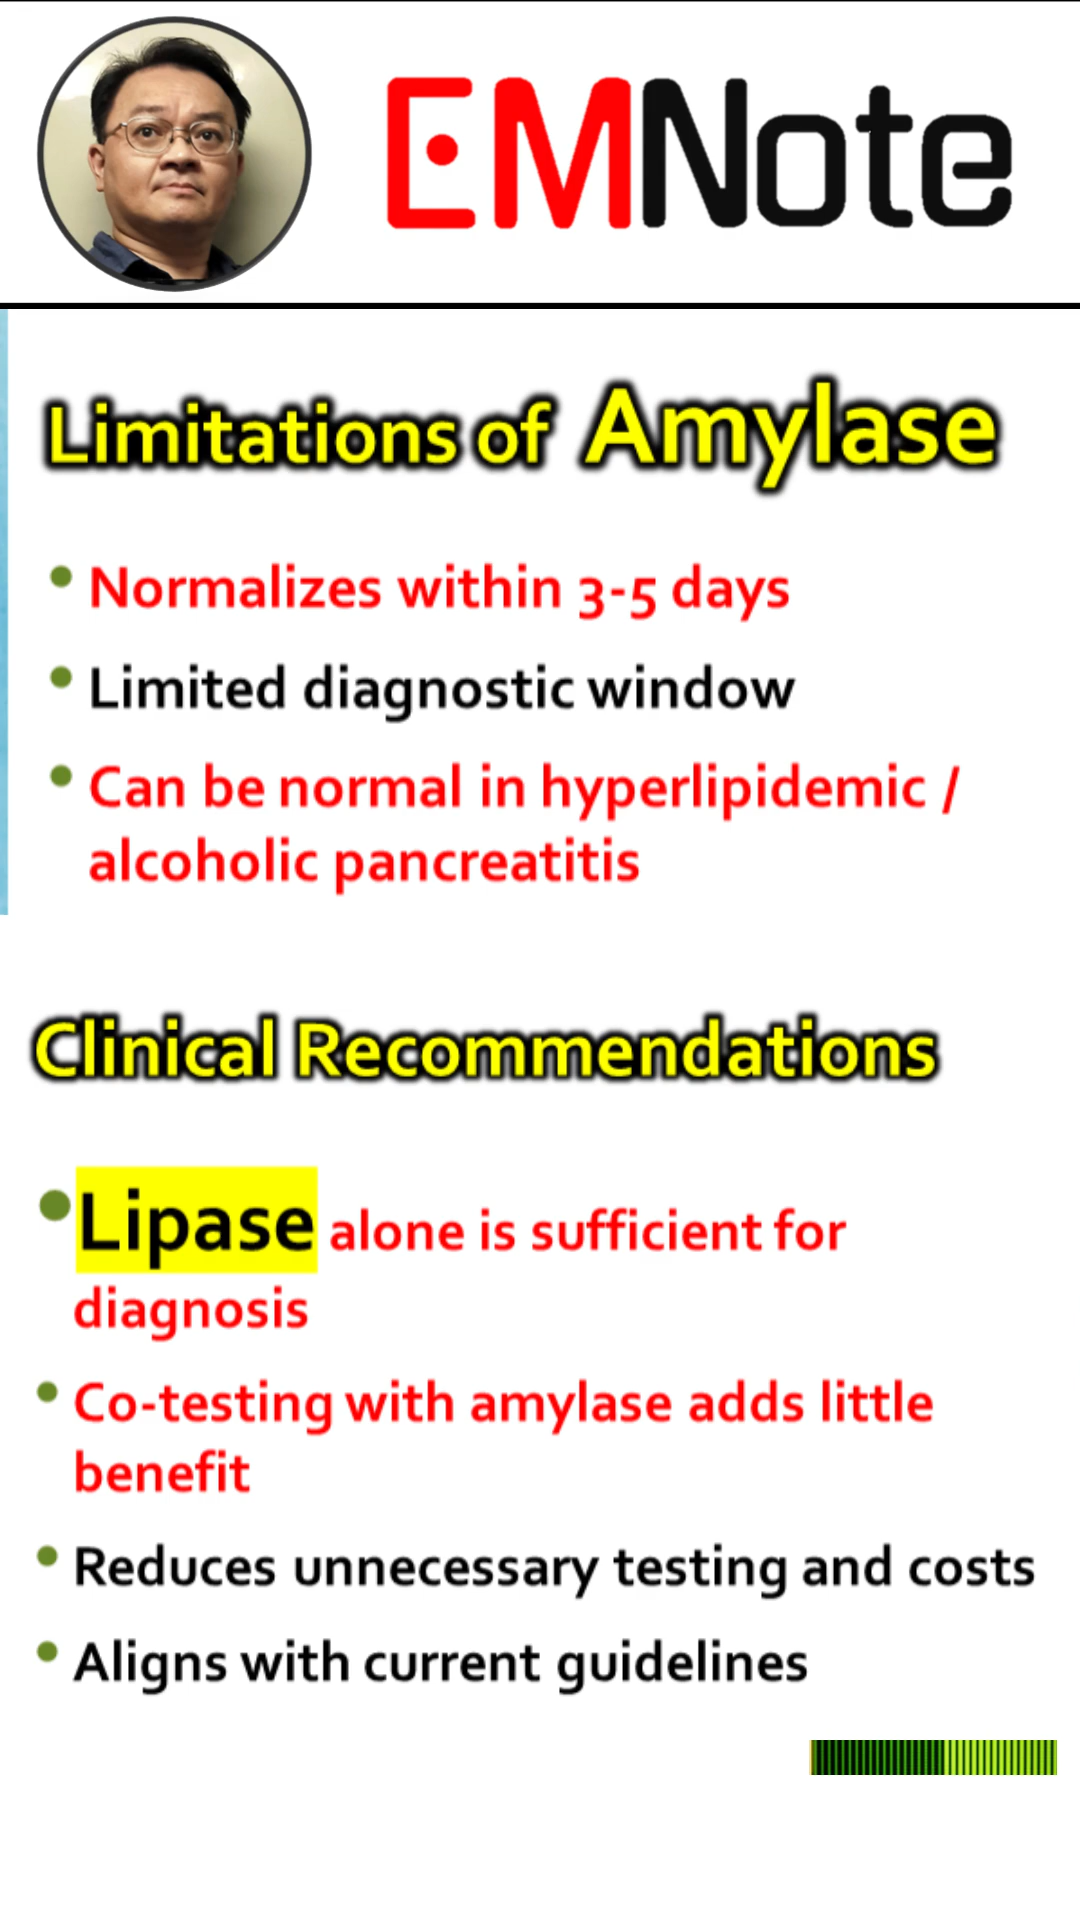 EMNote
Limitations of Amylase
• Normalizes within 3-5 days
• Limited diagnostic window
• Can be normal in hyperlipidemic /
alcoholic pancreatitis
Clinical Recommendations
• Lipase alone is sufficient for
diagnosis
• Co-testing with amylase adds little
benefit
• Reduces unnecessary testing and costs
• Aligns with current guidelines